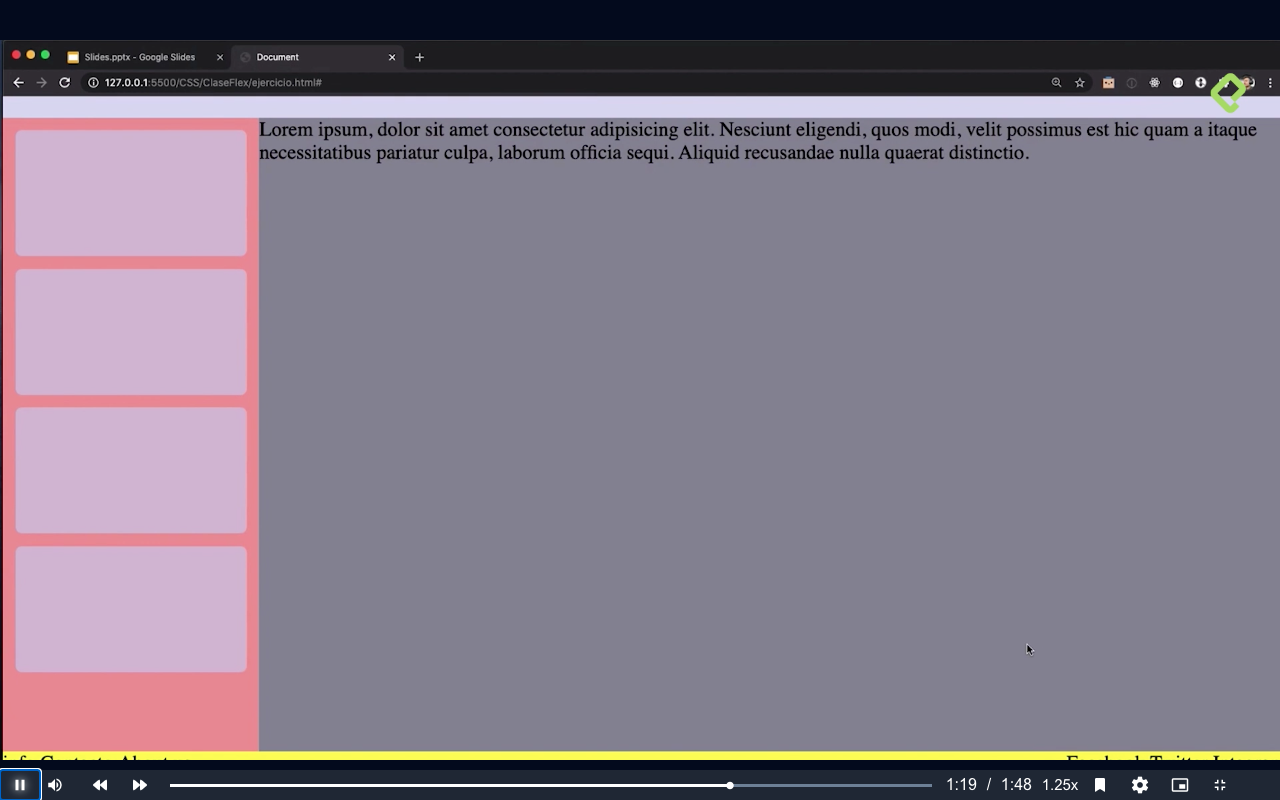 Slides.pptx - Google Slides
Document
127.0.0.1:5500/CSS/ClaseFlex/ejercicio.html#
Lorem ipsum, dolor sit amet consectetur adipisicing elit. Nesciunt eligendi, quos modi, velit possimus est hic quam a itaque
necessitatibus pariatur culpa, laborum officia sequi. Aliquid recusandae nulla quaerat distinctio.
1:19 / 1:48 1.25x